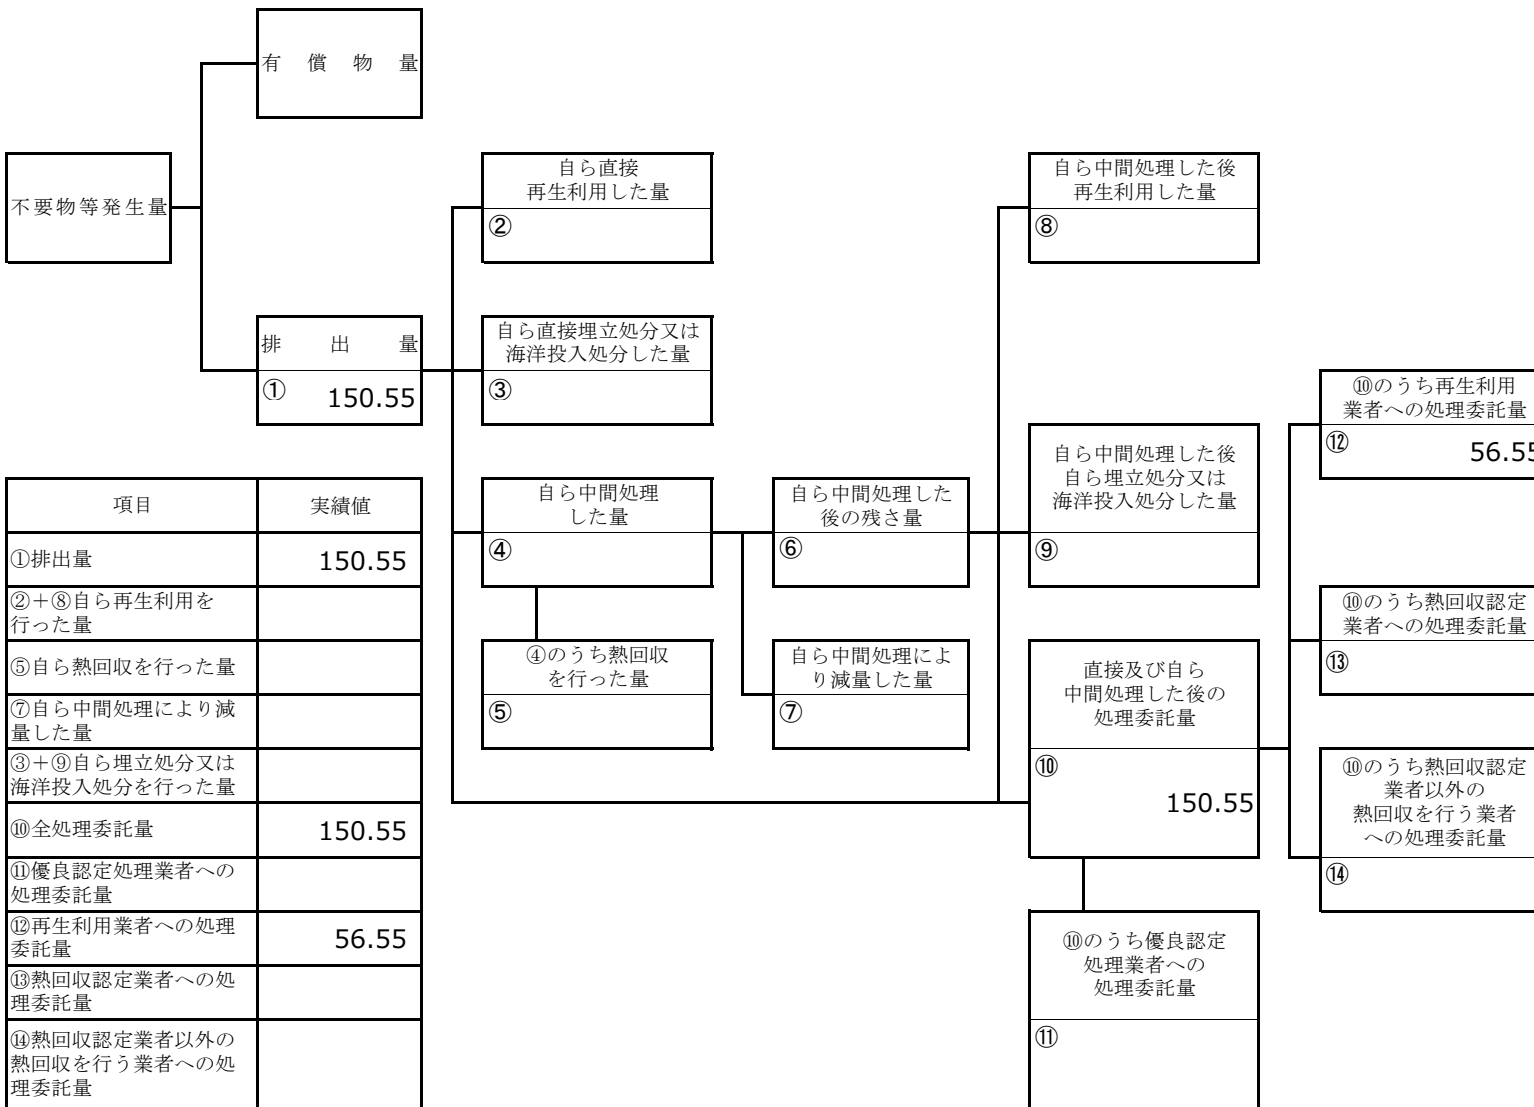 有償物量
不要物等発生量
自ら直接
再生利用した量
②
自ら中間処理した後
再生利用した量
⑧
排出量
① 150.55
自ら直接埋立処分又は
海洋投入処分した量
③
⑩のうち再生利用
業者への処理委託量
⑫ 56.55
自ら中間処理した後
自ら埋立処分又は
海洋投入処分した量
⑨
自ら中間処理
した量
④
自ら中間処理した
後の残さ量
⑥
④のうち熱回収
を行った量
⑤
自ら中間処理によ
り減量した量
⑦
直接及び自ら
中間処理した後の
処理委託量
⑩
150.55
⑩のうち熱回収認定
業者への処理委託量
⑬
⑩のうち熱回収認定
業者以外の
熱回収を行う業者
への処理委託量
⑭
⑩のうち優良認定
処理業者への
処理委託量
⑪
項目 実績値
①排出量 150.55
②＋⑧自ら再生利用を
行った量
⑤自ら熱回収を行った量
⑦自ら中間処理により減
量した量
③＋⑨自ら埋立処分又は
海洋投入処分を行った量
⑩全処理委託量 150.55
⑪優良認定処理業者への
処理委託量
⑫再生利用業者への処理
委託量 56.55
⑬熱回収認定業者への処
理委託量
⑭熱回収認定業者以外の
熱回収を行う業者への処
理委託量